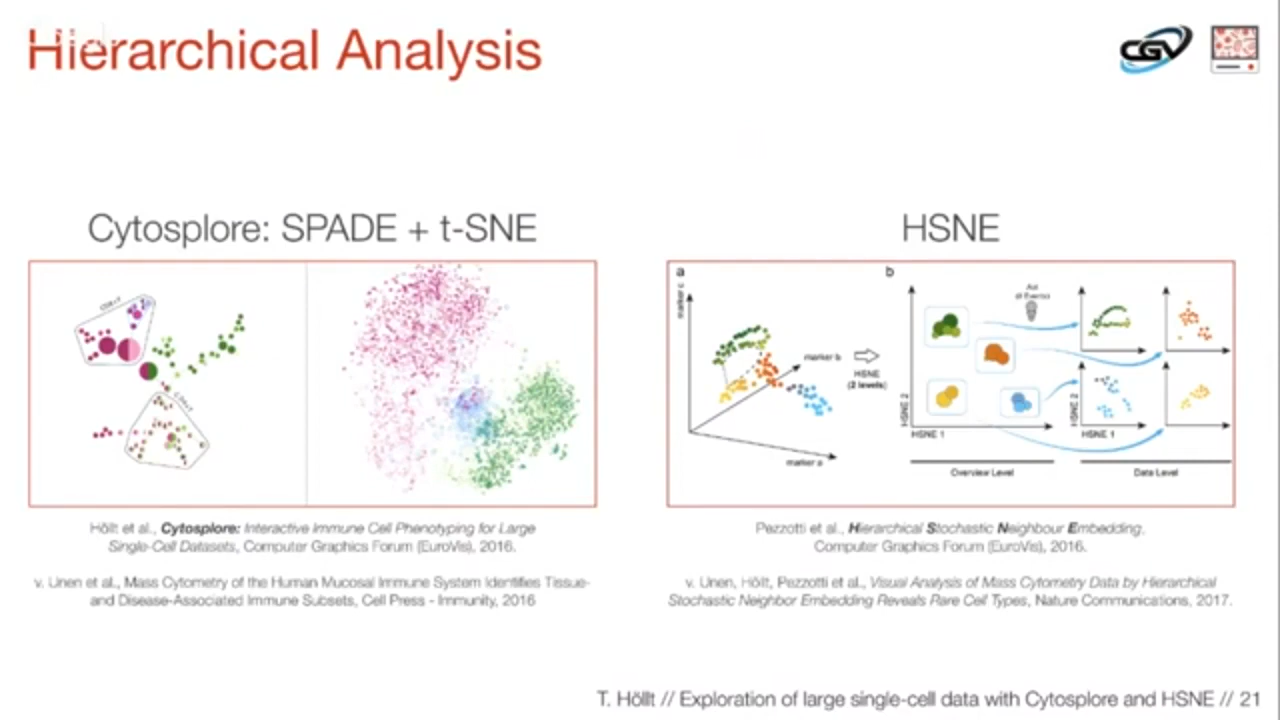 Hierarchical Analysis
CGV
Cytosplore: SPADE + t-SNE
HSNE
CD8+T
CD4+T
a
marker c
marker b
marker a
HSNE
(2 levels)
b
HSNE 2
HSNE 1
Overview Level
HSNE 2
HSNE 1
Data Level
Höllt et al., Cytosplore: Interactive Immune Cell Phenotyping for Large
Single-Cell Datasets, Computer Graphics Forum (EuroVis), 2016.
v. Unen et al., Mass Cytometry of the Human Mucosal Immune System Identifies Tissue-
and Disease-Associated Immune Subsets, Cell Press - Immunity, 2016
Pezzotti et al., Hierarchical Stochastic Neighbour Embedding.
Computer Graphics Forum (EuroVis), 2016.
v. Unen, Höllt, Pezzotti et al., Visual Analysis of Mass Cytometry Data by Hierarchical
Stochastic Neighbor Embedding Reveals Rare Cell Types, Nature Communications, 2017.
T. Höllt // Exploration of large single-cell data with Cytosplore and HSNE // 21